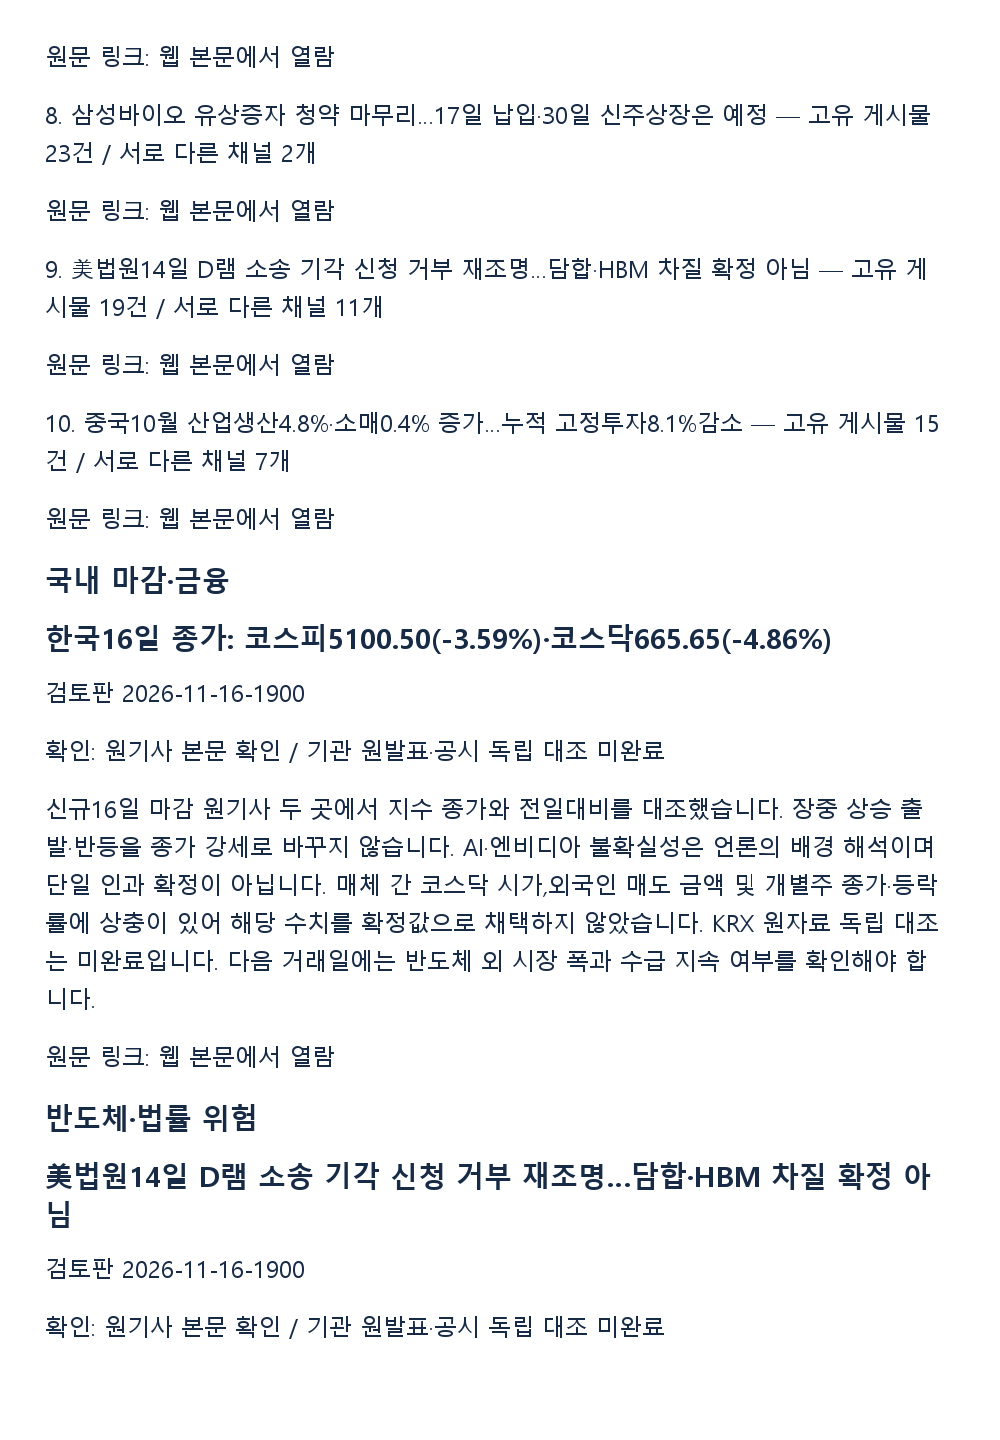 원문 링크: 웹 본문에서 열람
8. 삼성바이오 유상증자 청약 마무리...17일 납입·30일 신주상장은 예정 — 고유 게시물
23건 / 서로 다른 채널 2개
원문 링크: 웹 본문에서 열람
9. 美법원14일 D램 소송 기각 신청 거부 재조명...담합·HBM 차질 확정 아님 — 고유 게
시물 19건 / 서로 다른 채널 11개
원문 링크: 웹 본문에서 열람
10. 중국10월 산업생산4.8%·소매0.4% 증가...누적 고정투자8.1%감소 — 고유 게시물 15
건 / 서로 다른 채널 7개
원문 링크: 웹 본문에서 열람
국내 마감·금융
한국16일 종가: 코스피5100.50(-3.59%)·코스닥665.65(-4.86%)
검토판 2026-11-16-1900
확인: 원기사 본문 확인 / 기관 원발표·공시 독립 대조 미완료
신규16일 마감 원기사 두 곳에서 지수 종가와 전일대비를 대조했습니다. 장중 상승 출
발·반등을 종가 강세로 바꾸지 않습니다. AI·엔비디아 불확실성은 언론의 배경 해석이며
단일 인과 확정이 아닙니다. 매체 간 코스닥 시가,외국인 매도 금액 및 개별주 종가·등락
률에 상충이 있어 해당 수치를 확정값으로 채택하지 않았습니다. KRX 원자료 독립 대조
는 미완료입니다. 다음 거래일에는 반도체 외 시장 폭과 수급 지속 여부를 확인해야 합
니다.
원문 링크: 웹 본문에서 열람
반도체·법률 위험
美법원14일 D램 소송 기각 신청 거부 재조명...담합·HBM 차질 확정 아
님
검토판 2026-11-16-1900
확인: 원기사 본문 확인 / 기관 원발표·공시 독립 대조 미완료